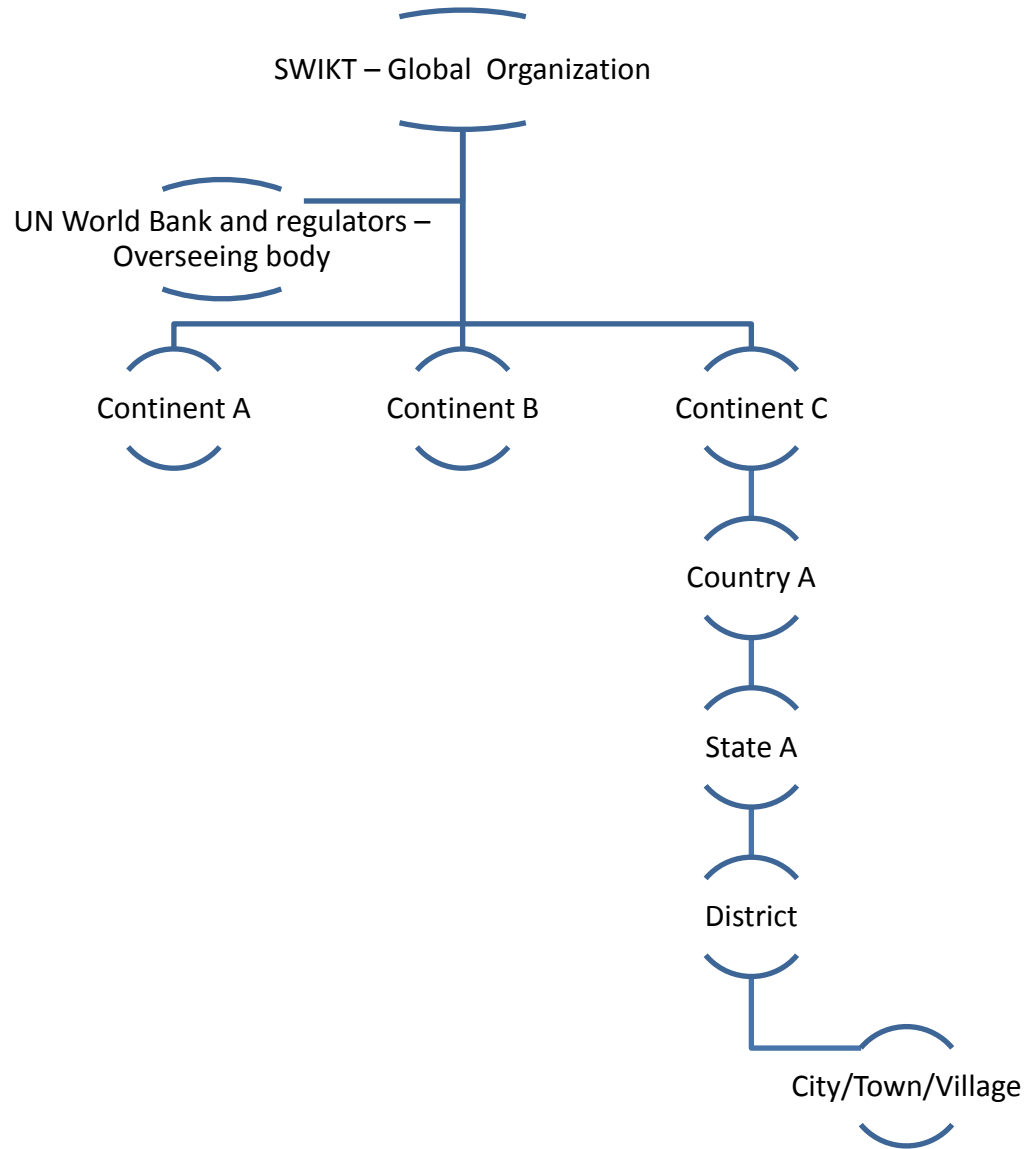 SWIKT – Global  Organization
UN World Bank and regulators –
Overseeing body
Continent A
Continent B
Continent C
Country A
State A
District
City/Town/Village